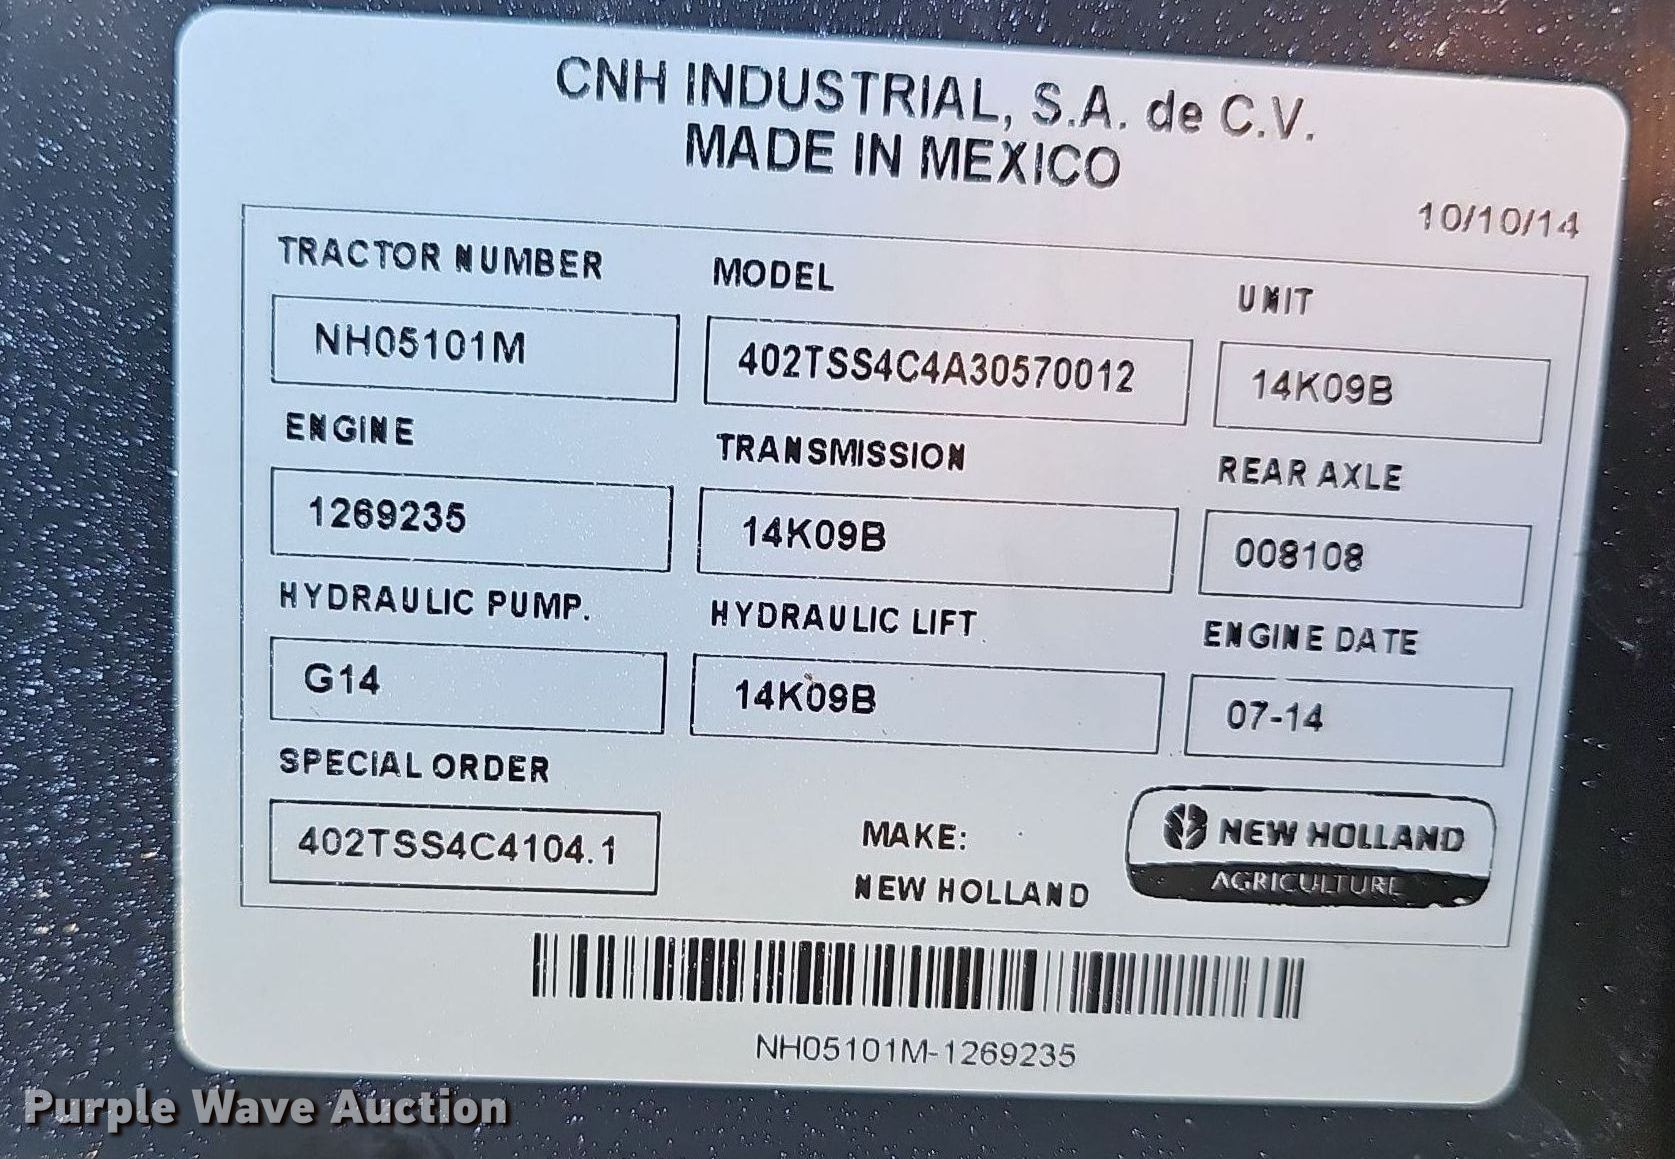 CNH INDUSTRIAL, S.A. de C.V.
MADE IN MEXICO
10/10/14
TRACTOR NUMBER MODEL UNIT
NH05101M 402TSS4C4A30570012 14K09B
ENGINE TRANSMISSION REAR AXLE
1269235 14K09B 008108
HYDRAULIC PUMP. HYDRAULIC LIFT ENGINE DATE
G14 14K09B 07-14
SPECIAL ORDER
402TSS4C4104.1
MAKE:
NEW HOLLAND
NEW HOLLAND
AGRICULTURE
NH05101M-1269235
Purple Wave Auction